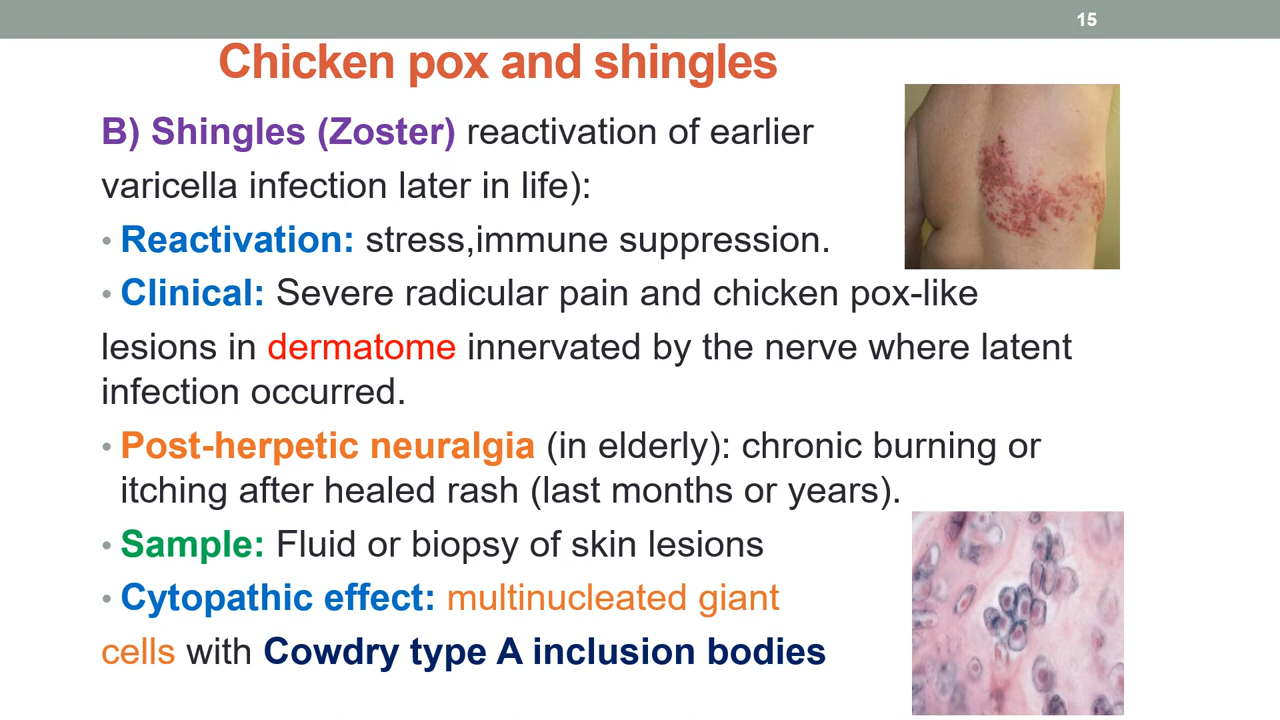 15
Chicken pox and shingles
B) Shingles (Zoster) reactivation of earlier
varicella infection later in life):
• Reactivation: stress,immune suppression.
• Clinical: Severe radicular pain and chicken pox-like
lesions in dermatome innervated by the nerve where latent
infection occurred.
• Post-herpetic neuralgia (in elderly): chronic burning or
itching after healed rash (last months or years).
• Sample: Fluid or biopsy of skin lesions
• Cytopathic effect: multinucleated giant
cells with Cowdry type A inclusion bodies